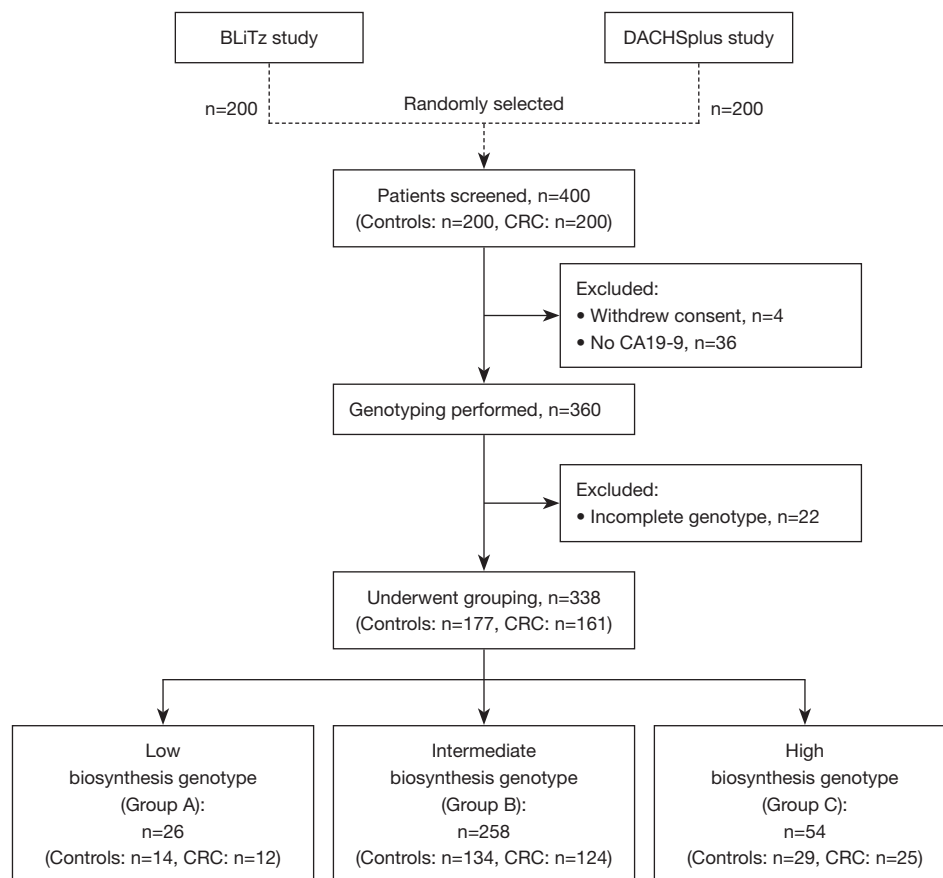 BLiTz study
DACHSplus study
n=200
Randomly selected
n=200
Patients screened, n=400
(Controls: n=200, CRC: n=200)
Excluded:
• Withdrew consent, n=4
• No CA19-9, n=36
Genotyping performed, n=360
Excluded:
• Incomplete genotype, n=22
Underwent grouping, n=338
(Controls: n=177, CRC: n=161)
Low
biosynthesis genotype
(Group A):
n=26
(Controls: n=14, CRC: n=12)
Intermediate
biosynthesis genotype
(Group B):
n=258
(Controls: n=134, CRC: n=124)
High
biosynthesis genotype
(Group C):
n=54
(Controls: n=29, CRC: n=25)